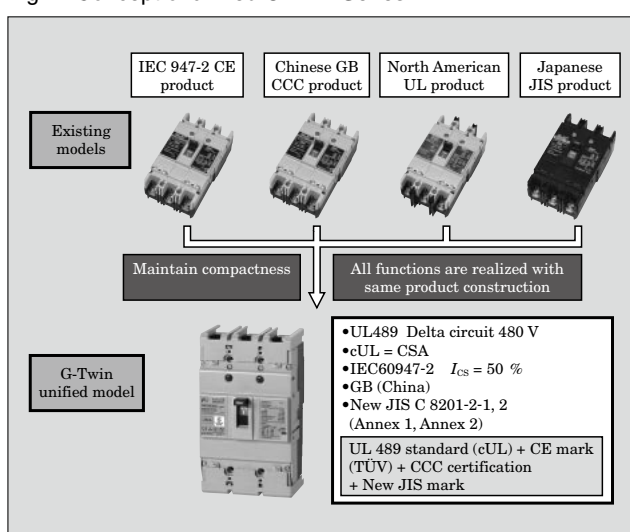 IEC 947-2 CE
product
Chinese GB
CCC product
North American
UL product
Japanese
JIS product
Existing
models
Maintain compactness
All functions are realized with
same product construction
G-Twin
unified model
•UL489 Delta circuit 480 V
•cUL = CSA
•IEC60947-2 ICS = 50 %
•GB (China)
•New JIS C 8201-2-1, 2
(Annex 1, Annex 2)
UL 489 standard (cUL) + CE mark
(TÜV) + CCC certification
+ New JIS mark